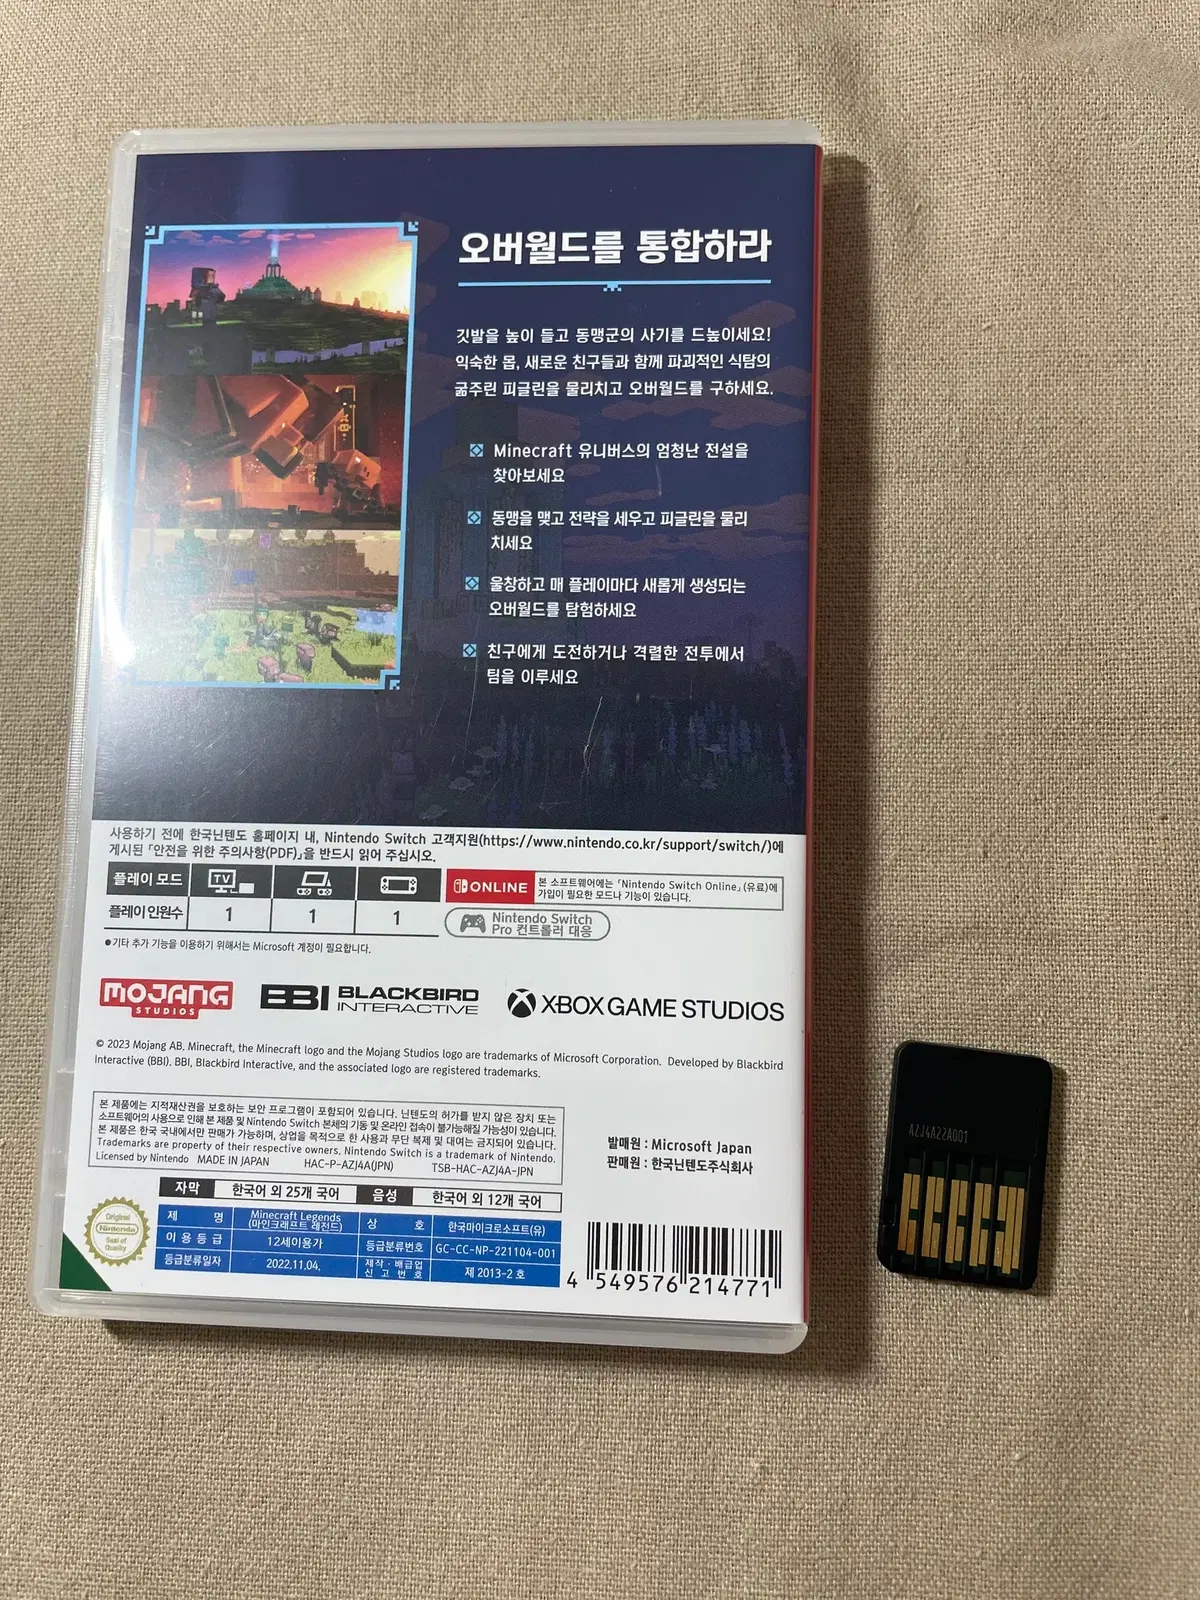 오버월드를 통합하라
깃발을 높이 들고 동맹군의 사기를 드높이세요!
익숙한 몹, 새로운 친구들과 함께 파괴적인 식탐의
굶주린 피글린을 물리치고 오버월드를 구하세요.
Minecraft 유니버스의 엄청난 전설을
찾아보세요
동맹을 맺고 전략을 세우고 피글린을 물리
치세요
울창하고 매 플레이마다 새롭게 생성되는
오버월드를 탐험하세요
친구에게 도전하거나 격렬한 전투에서
팀을 이루세요
사용하기 전에 한국닌텐도 홈페이지 내, Nintendo Switch 고객지원(https://www.nintendo.co.kr/support/switch/)에
게시된 「안전을 위한 주의사항(PDF)」을 반드시 읽어 주십시오.
플레이 모드 TV
플레이 인원수 1 1 1
ONLINE 본 소프트웨어에는 「Nintendo Switch Online」(유료)에
가입이 필요한 모드나 기능이 있습니다.
Nintendo Switch
Pro 컨트롤러 대응
●기타 추가 기능을 이용하기 위해서는 Microsoft 계정이 필요합니다.
MOJANG
STUDIOS
BBI BLACKBIRD
INTERACTIVE
XBOX GAME STUDIOS
© 2023 Mojang AB. Minecraft, the Minecraft logo and the Mojang Studios logo are trademarks of Microsoft Corporation. Developed by Blackbird
Interactive (BBI). BBI, Blackbird Interactive, and the associated logo are registered trademarks.
본 제품에는 지적재산권을 보호하는 보안 프로그램이 포함되어 있습니다. 닌텐도의 허가를 받지 않은 장치 또는
소프트웨어의 사용으로 인해 본 제품 및 Nintendo Switch 본체의 기동 및 온라인 접속이 불가능해질 가능성이 있습니다.
본 제품은 한국 국내에서만 판매가 가능하며, 상업을 목적으로 한 사용과 무단 복제 및 대여는 금지되어 있습니다.
Trademarks are property of their respective owners. Nintendo Switch is a trademark of Nintendo.
Licensed by Nintendo MADE IN JAPAN HAC-P-AZJ4A(JPN) TSB-HAC-AZJ4A-JPN
발매원 : Microsoft Japan
판매원 : 한국닌텐도주식회사
자막 한국어 외 25개 국어 음성 한국어 외 12개 국어
Original
Nintendo
Seal of
Quality
제 명 Minecraft Legends
(마인크래프트 레전드) 상 호 한국마이크로소프트(유)
이 용 등 급 12세이용가 등급분류번호 GC-CC-NP-221104-001
등급분류일자 2022.11.04. 제작·배급업
신 고 번 호 제 2013-2 호
4 549576 214771
AZJ4A22A001